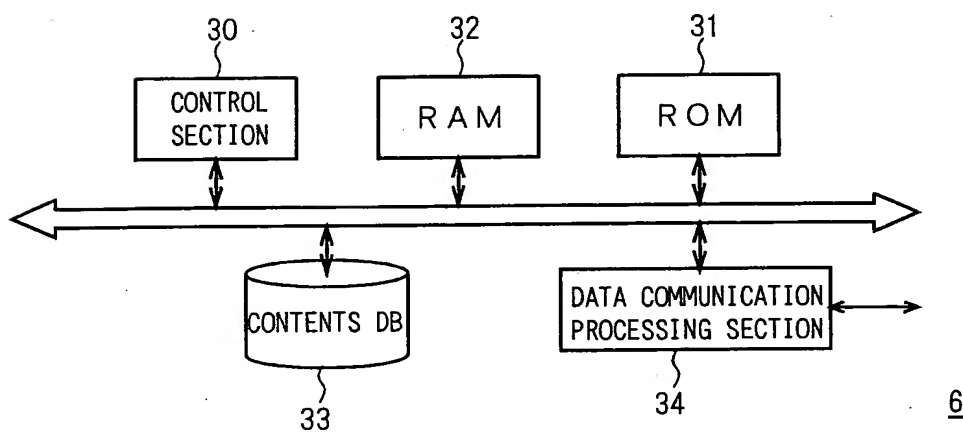 30
32
31
CONTROL
SECTION
RAM
ROM
CONTENTS DB
DATA COMMUNICATION
PROCESSING SECTION
33
34
6